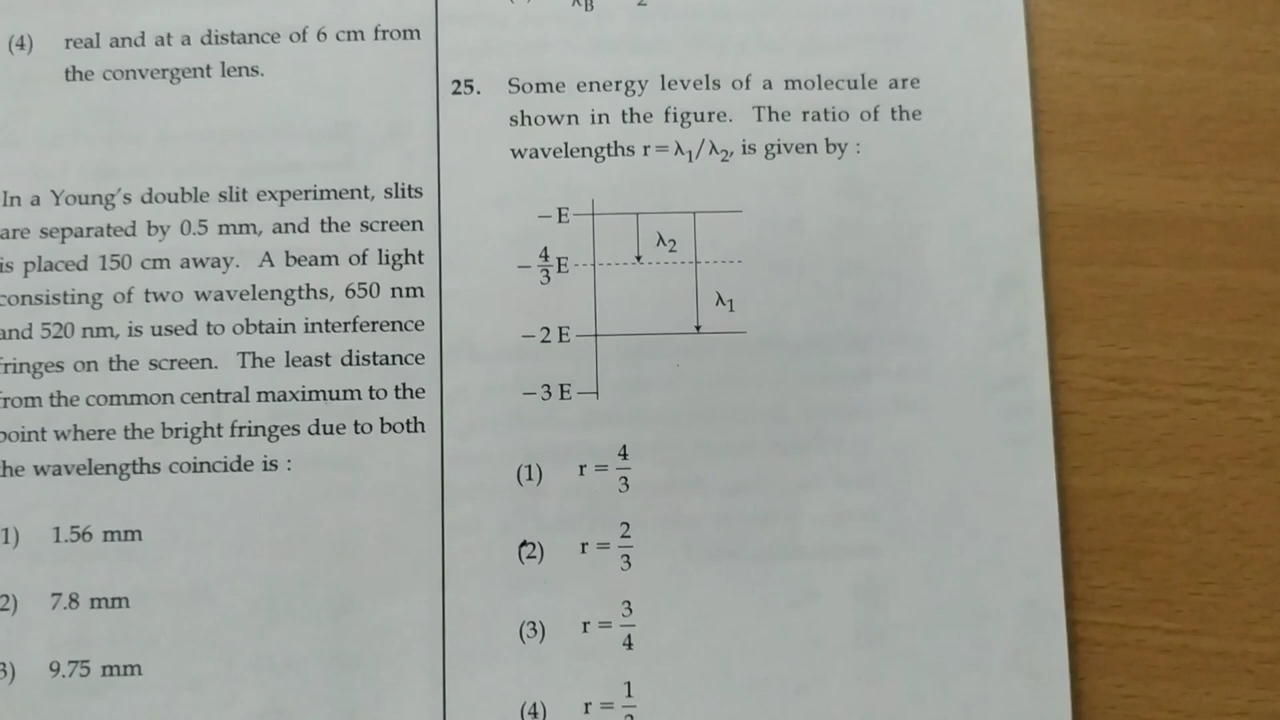 (4) real and at a distance of 6 cm from
the convergent lens.
In a Young's double slit experiment, slits
are separated by 0.5 mm, and the screen
is placed 150 cm away. A beam of light
consisting of two wavelengths, 650 nm
and 520 nm, is used to obtain interference
fringes on the screen. The least distance
from the common central maximum to the
point where the bright fringes due to both
the wavelengths coincide is :
1) 1.56 mm
2) 7.8 mm
3) 9.75 mm
λB 2
25. Some energy levels of a molecule are
shown in the figure. The ratio of the
wavelengths r=λ₁/λ₂, is given by :
−E
λ₂
−4/3 E
λ₁
−2 E
−3 E
(1) r = 4/3
(2) r = 2/3
(3) r = 3/4
(4) r = 1